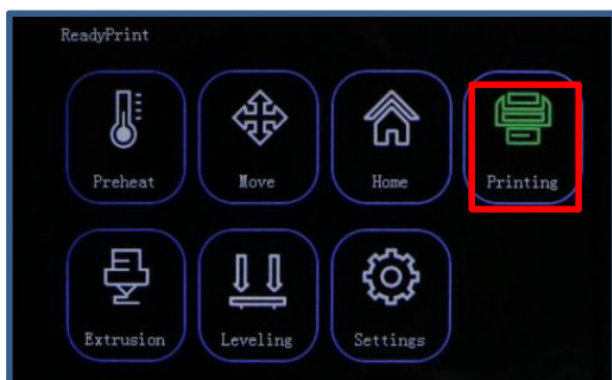 ReadyPrint
Preheat Move Home Printing
Extrusion Leveling Settings